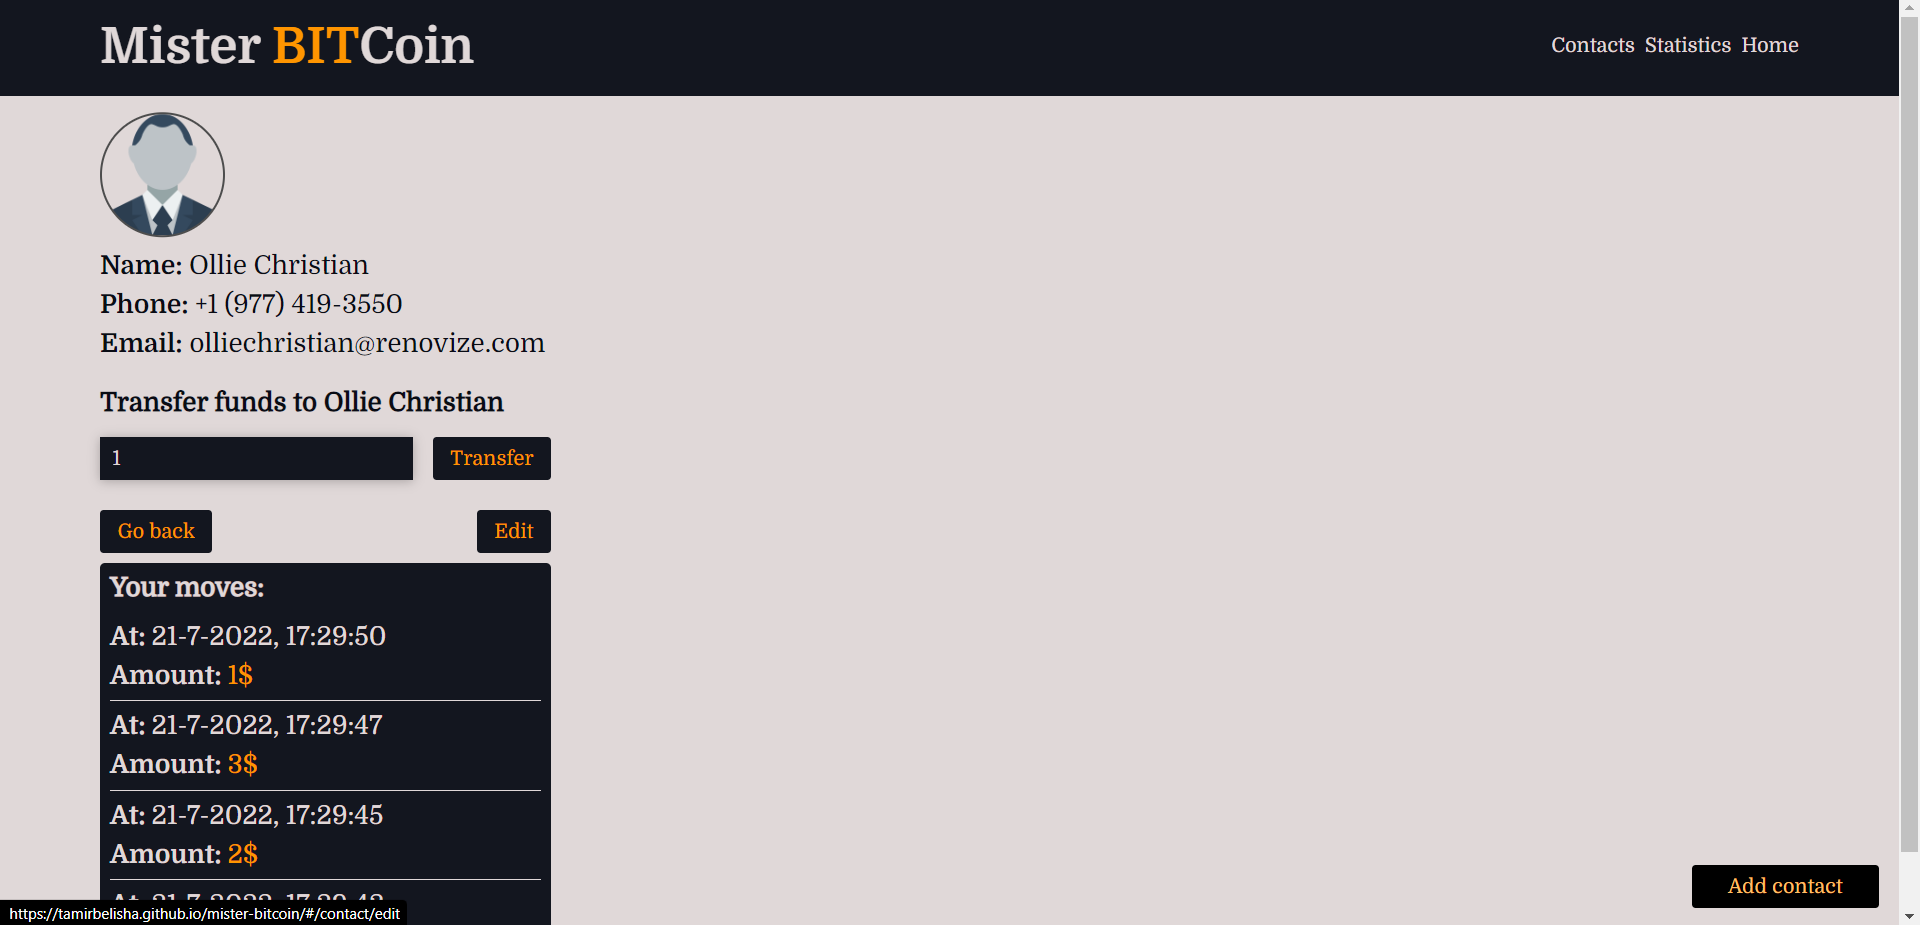 Mister BITCoin
Contacts Statistics Home
Name: Ollie Christian
Phone: +1 (977) 419-3550
Email: olliechristian@renovize.com
Transfer funds to Ollie Christian
1
Transfer
Go back
Edit
Your moves:
At: 21-7-2022, 17:29:50
Amount: 1$
At: 21-7-2022, 17:29:47
Amount: 3$
At: 21-7-2022, 17:29:45
Amount: 2$
Add contact
https://tamirbelisha.github.io/mister-bitcoin/#/contact/edit